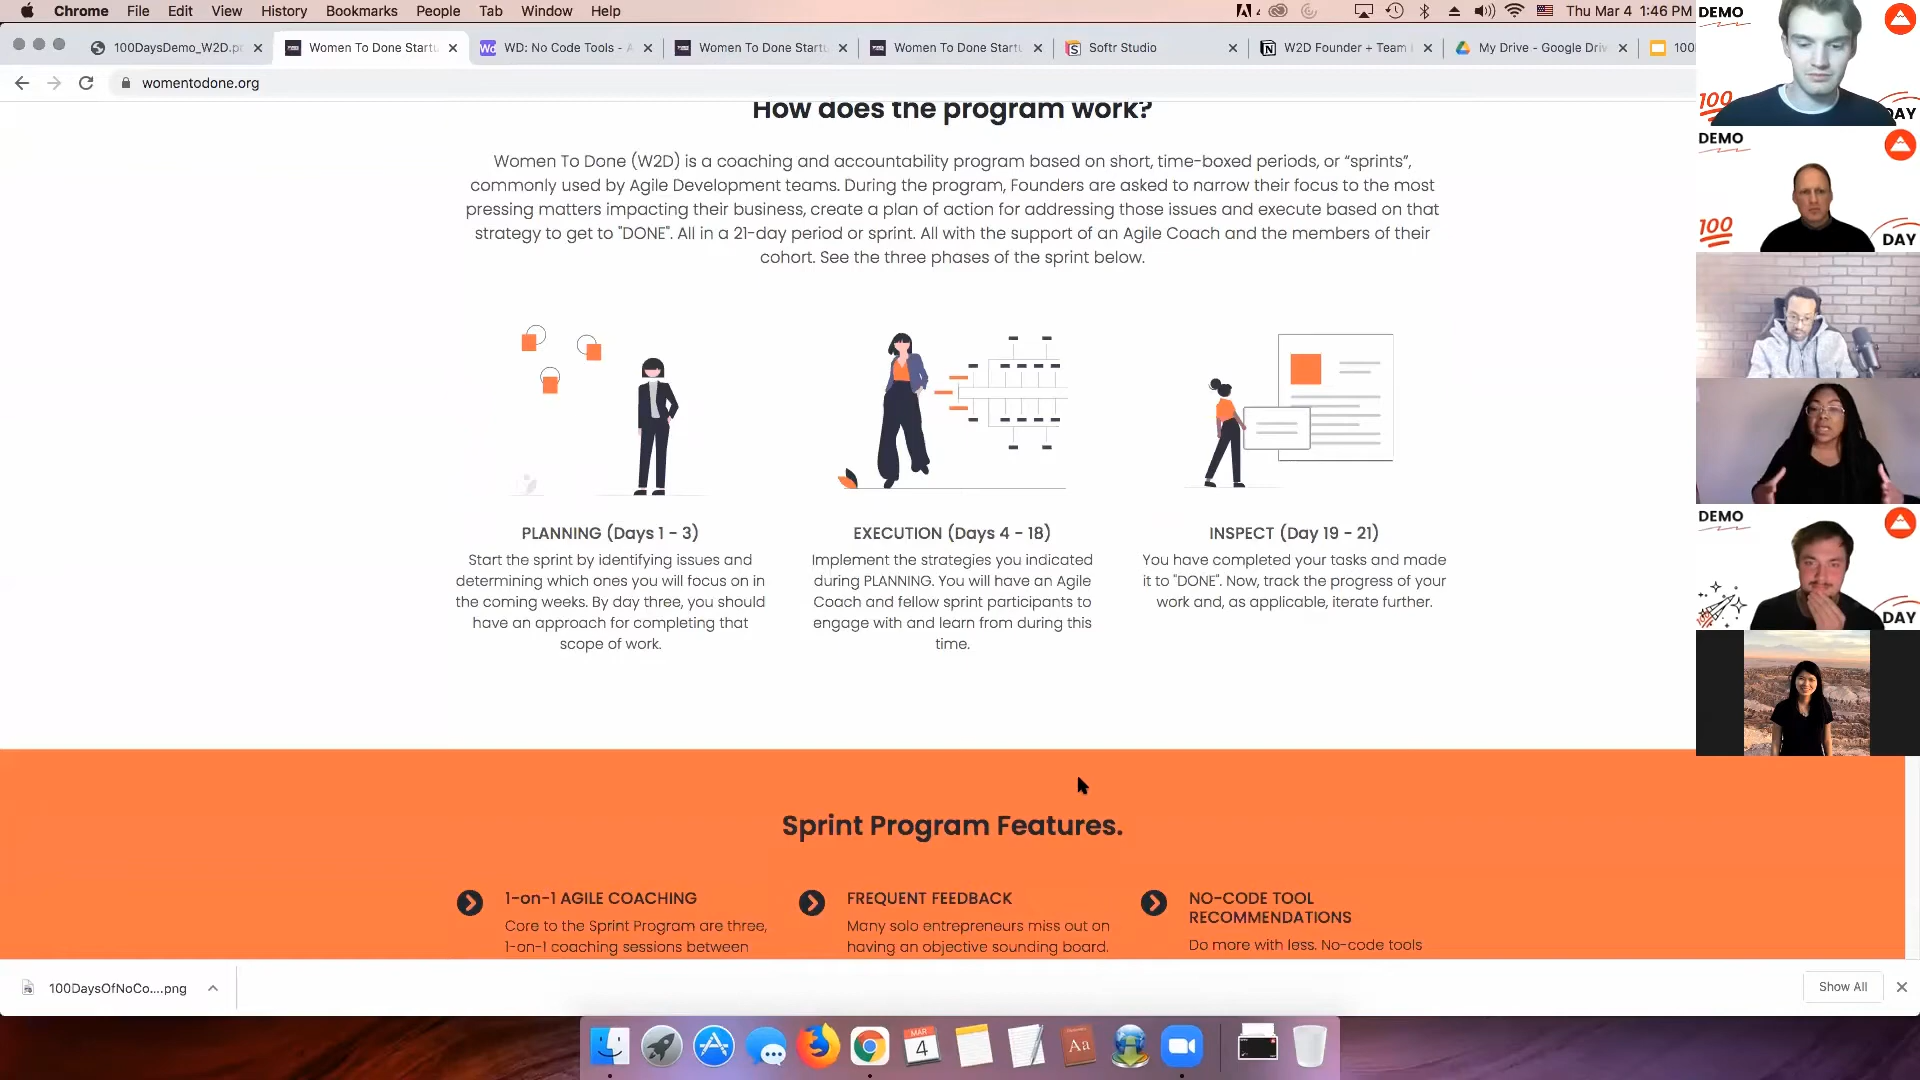 Chrome File Edit View History Bookmarks People Tab Window Help
Thu Mar 4 1:46 PM
100DaysDemo_W2D.p
Women To Done Startu
WD: No Code Tools - A
Women To Done Startu
Women To Done Startu
Softr Studio
W2D Founder + Team
My Drive - Google Driv
womentodone.org
How does the program work?
Women To Done (W2D) is a coaching and accountability program based on short, time-boxed periods, or “sprints”,
commonly used by Agile Development teams. During the program, Founders are asked to narrow their focus to the most
pressing matters impacting their business, create a plan of action for addressing those issues and execute based on that
strategy to get to "DONE". All in a 21-day period or sprint. All with the support of an Agile Coach and the members of their
cohort. See the three phases of the sprint below.
PLANNING (Days 1 - 3)
Start the sprint by identifying issues and
determining which ones you will focus on in
the coming weeks. By day three, you should
have an approach for completing that
scope of work.
EXECUTION (Days 4 - 18)
Implement the strategies you indicated
during PLANNING. You will have an Agile
Coach and fellow sprint participants to
engage with and learn from during this
time.
INSPECT (Day 19 - 21)
You have completed your tasks and made
it to "DONE". Now, track the progress of your
work and, as applicable, iterate further.
Sprint Program Features.
1-on-1 AGILE COACHING
Core to the Sprint Program are three,
1-on-1 coaching sessions between
FREQUENT FEEDBACK
Many solo entrepreneurs miss out on
having an objective sounding board.
NO-CODE TOOL
RECOMMENDATIONS
Do more with less. No-code tools
100DaysOfNoCo....png
Show All
DEMO
100
DAY
DEMO
100
DAY
DEMO
DAY
MAR
4
Aa